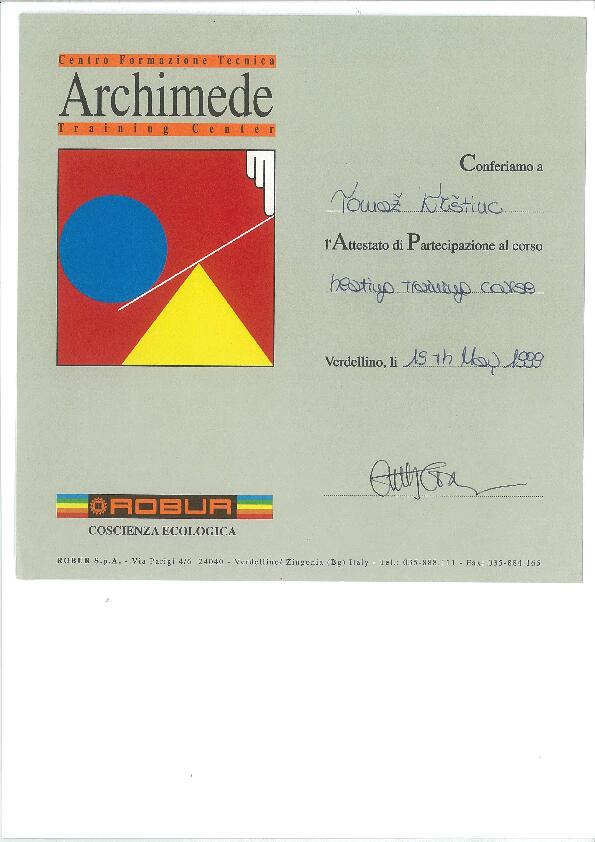 Centro Formazione Tecnica
Archimede
Training Center
Conferiamo a
Tomaž
l'Attestato di Partecipazione al corso
heating training course
Verdellino, li 19th May 1999
ROBUR
COSCIENZA ECOLOGICA
ROBUR S.p.A. - Via Parigi 4/6 24040 - Verdellino/ Zingonia (Bg) Italy - Tel.: 035-888.111 - Fax: 035-884.165